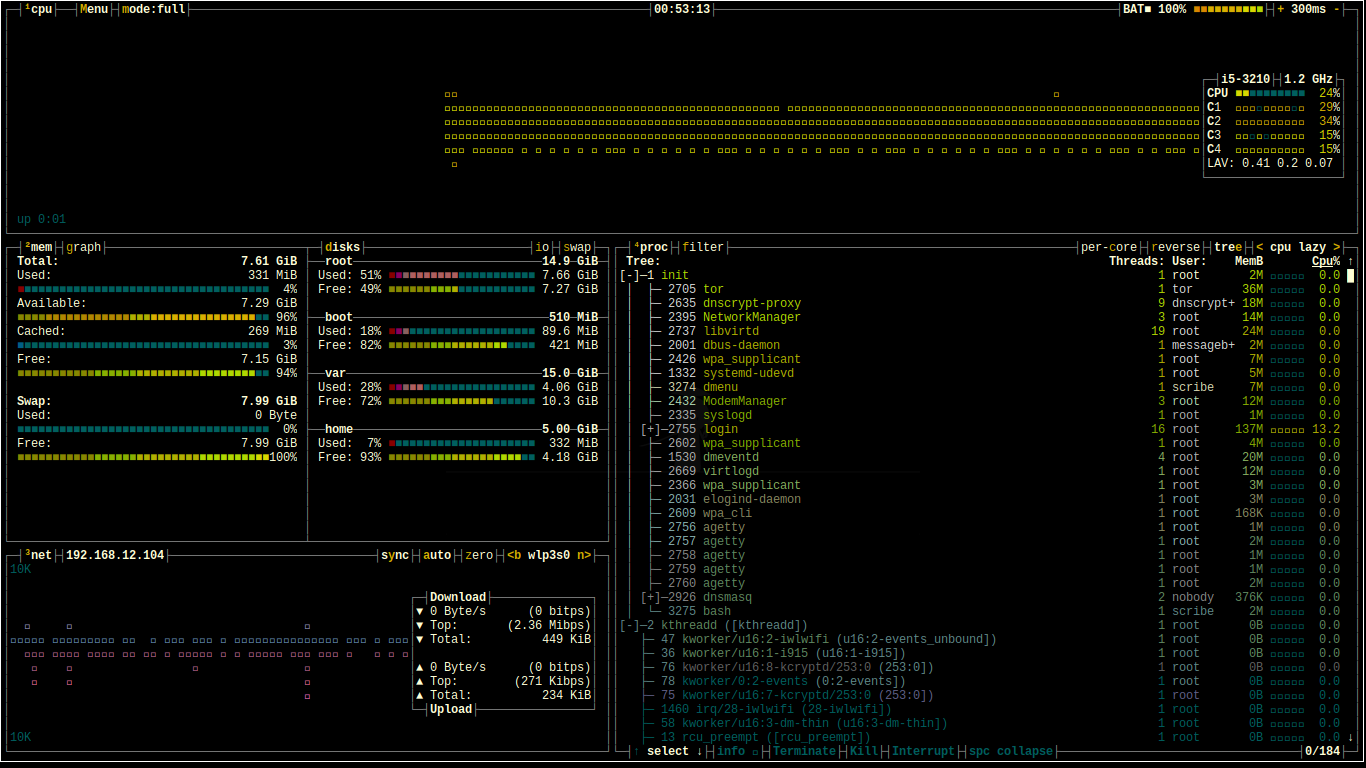 ¹cpu Menu mode:full 00:53:13 BAT■ 100% + 300ms -
i5-3210 1.2 GHz
CPU 24%
C1 29%
C2 34%
C3 15%
C4 15%
LAV: 0.41 0.2 0.07
up 0:01
²mem graph
Total: 7.61 GiB
Used: 331 MiB
4%
Available: 7.29 GiB
96%
Cached: 269 MiB
3%
Free: 7.15 GiB
94%
Swap: 7.99 GiB
Used: 0 Byte
0%
Free: 7.99 GiB
100%
disks io swap
root 14.9 GiB
Used: 51% 7.66 GiB
Free: 49% 7.27 GiB
boot 510 MiB
Used: 18% 89.6 MiB
Free: 82% 421 MiB
var 15.0 GiB
Used: 28% 4.06 GiB
Free: 72% 10.3 GiB
home 5.00 GiB
Used: 7% 332 MiB
Free: 93% 4.18 GiB
³net 192.168.12.104 sync auto zero <b wlp3s0 n>
10K
Download
▼ 0 Byte/s (0 bitps)
▼ Top: (2.36 Mibps)
▼ Total: 449 KiB
▲ 0 Byte/s (0 bitps)
▲ Top: (271 Kibps)
▲ Total: 234 KiB
Upload
10K
⁴proc filter per-core reverse tree < cpu lazy >
Tree: Threads: User: MemB Cpu% ↑
[-]─1 init 1 root 2M 0.0
├─ 2705 tor 1 tor 36M 0.0
├─ 2635 dnscrypt-proxy 9 dnscrypt+ 18M 0.0
├─ 2395 NetworkManager 3 root 14M 0.0
├─ 2737 libvirtd 19 root 24M 0.0
├─ 2001 dbus-daemon 1 messageb+ 2M 0.0
├─ 2426 wpa_supplicant 1 root 7M 0.0
├─ 1332 systemd-udevd 1 root 5M 0.0
├─ 3274 dmenu 1 scribe 7M 0.0
├─ 2432 ModemManager 3 root 12M 0.0
├─ 2335 syslogd 1 root 1M 0.0
[+]─2755 login 16 root 137M 13.2
├─ 2602 wpa_supplicant 1 root 4M 0.0
├─ 1530 dmeventd 4 root 20M 0.0
├─ 2669 virtlogd 1 root 12M 0.0
├─ 2366 wpa_supplicant 1 root 3M 0.0
├─ 2031 elogind-daemon 1 root 3M 0.0
├─ 2609 wpa_cli 1 root 168K 0.0
├─ 2756 agetty 1 root 1M 0.0
├─ 2757 agetty 1 root 2M 0.0
├─ 2758 agetty 1 root 1M 0.0
├─ 2759 agetty 1 root 1M 0.0
├─ 2760 agetty 1 root 2M 0.0
[+]─2926 dnsmasq 2 nobody 376K 0.0
└─ 3275 bash 1 scribe 2M 0.0
[-]─2 kthreadd ([kthreadd]) 1 root 0B 0.0
├─ 47 kworker/u16:2-iwlwifi (u16:2-events_unbound]) 1 root 0B 0.0
├─ 36 kworker/u16:1-i915 (u16:1-i915]) 1 root 0B 0.0
├─ 76 kworker/u16:8-kcryptd/253:0 (253:0]) 1 root 0B 0.0
├─ 78 kworker/0:2-events (0:2-events]) 1 root 0B 0.0
├─ 75 kworker/u16:7-kcryptd/253:0 (253:0]) 1 root 0B 0.0
├─ 1460 irq/28-iwlwifi (28-iwlwifi]) 1 root 0B 0.0
├─ 58 kworker/u16:3-dm-thin (u16:3-dm-thin]) 1 root 0B 0.0
├─ 13 rcu_preempt ([rcu_preempt]) 1 root 0B 0.0 ↓
↑ select ↓ info Terminate Kill Interrupt spc collapse 0/184